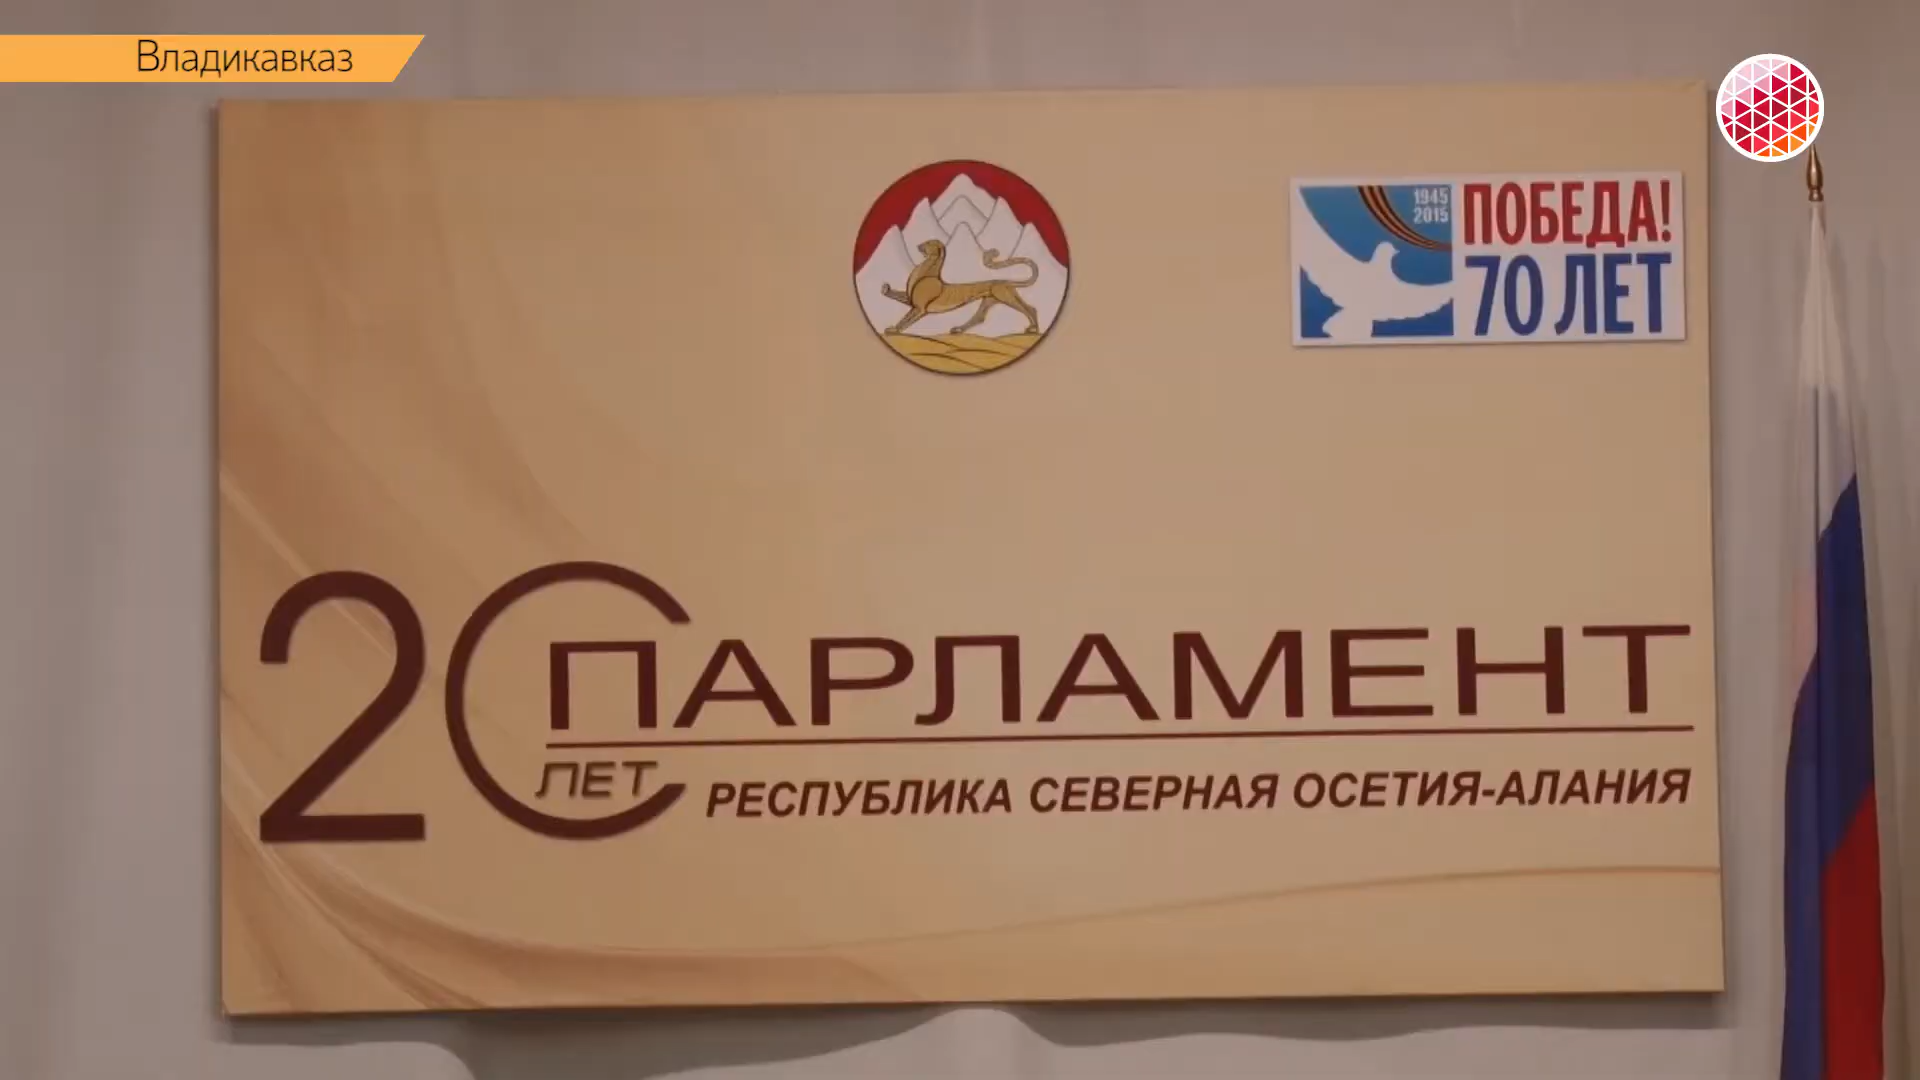 Владикавказ
1945
2015
ПОБЕДА!
70 ЛЕТ
20 ПАРЛАМЕНТ
ЛЕТ
РЕСПУБЛИКА СЕВЕРНАЯ ОСЕТИЯ-АЛАНИЯ